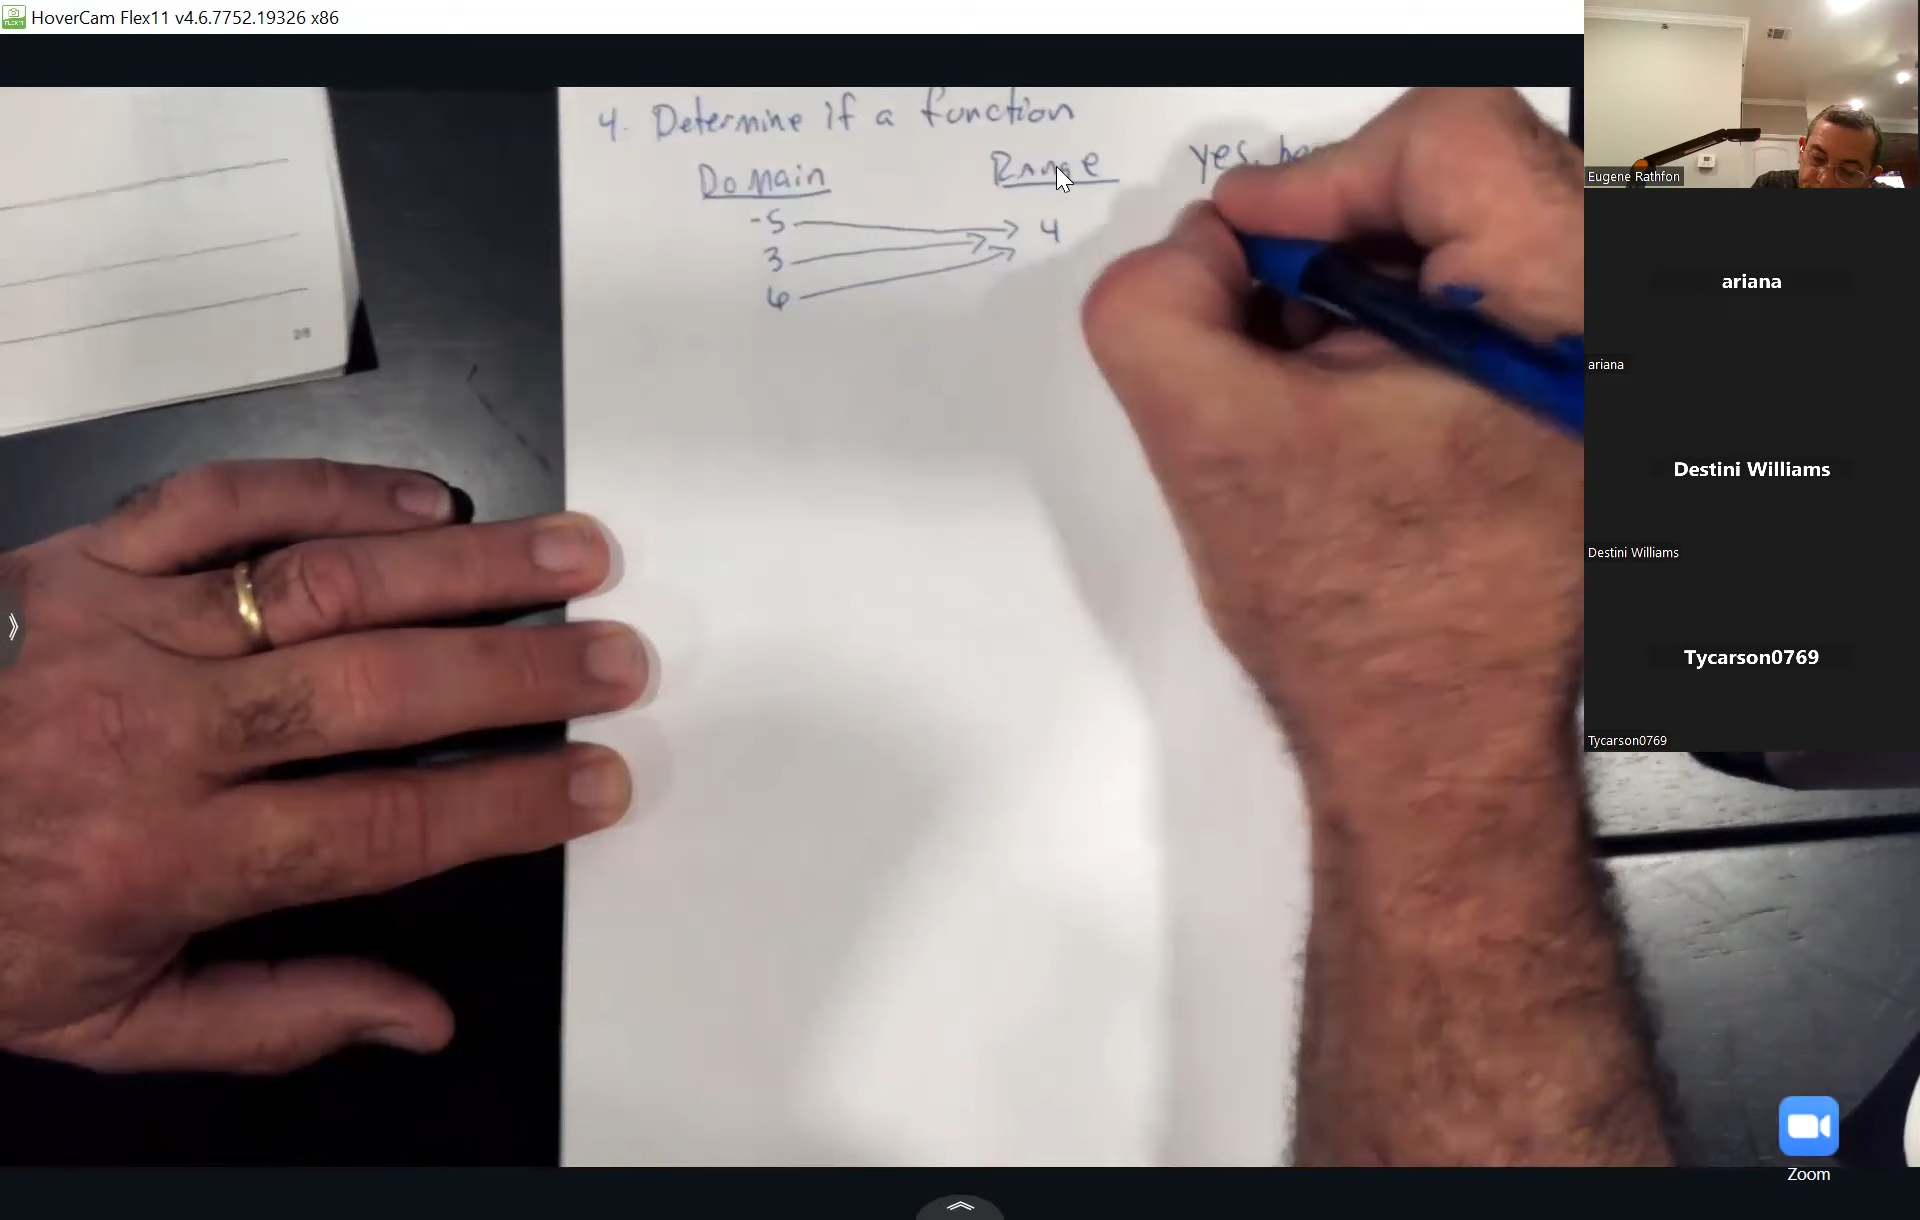 HoverCam Flex11 v4.6.7752.19326 x86
4. Determine if a function
Domain Range yes,
-5 4
3
6
28
Eugene Rathfon
ariana
ariana
Destini Williams
Destini Williams
Tycarson0769
Tycarson0769
Zoom